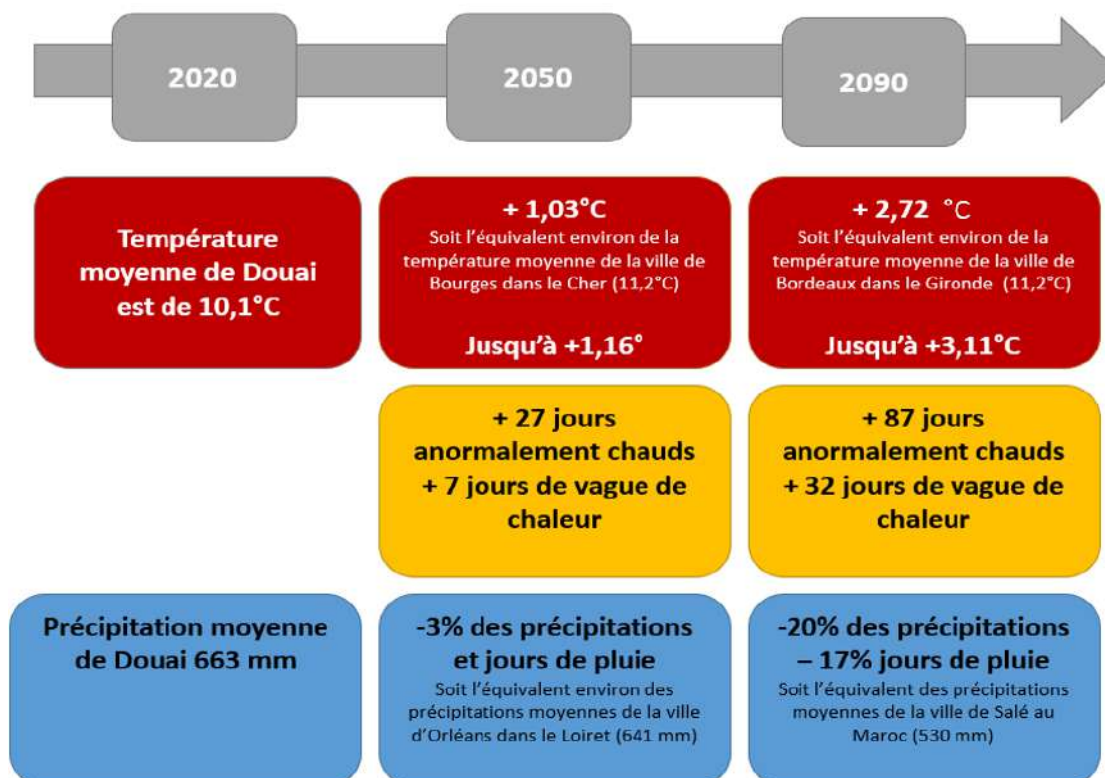 2020
2050
2090
Température
moyenne de Douai
est de 10,1°C
+ 1,03°C
Soit l'équivalent environ de la
température moyenne de la ville de
Bourges dans le Cher (11,2°C)
Jusqu'à +1,16°
+ 2,72 °C
Soit l'équivalent environ de la
température moyenne de la ville de
Bordeaux dans le Gironde (11,2°C)
Jusqu'à +3,11°C
+ 27 jours
anormalement chauds
+ 7 jours de vague de
chaleur
+ 87 jours
anormalement chauds
+ 32 jours de vague de
chaleur
Précipitation moyenne
de Douai 663 mm
-3% des précipitations
et jours de pluie
Soit l'équivalent environ des
précipitations moyennes de la ville
d'Orléans dans le Loiret (641 mm)
-20% des précipitations
– 17% jours de pluie
Soit l'équivalent des précipitations
moyennes de la ville de Salé au
Maroc (530 mm)